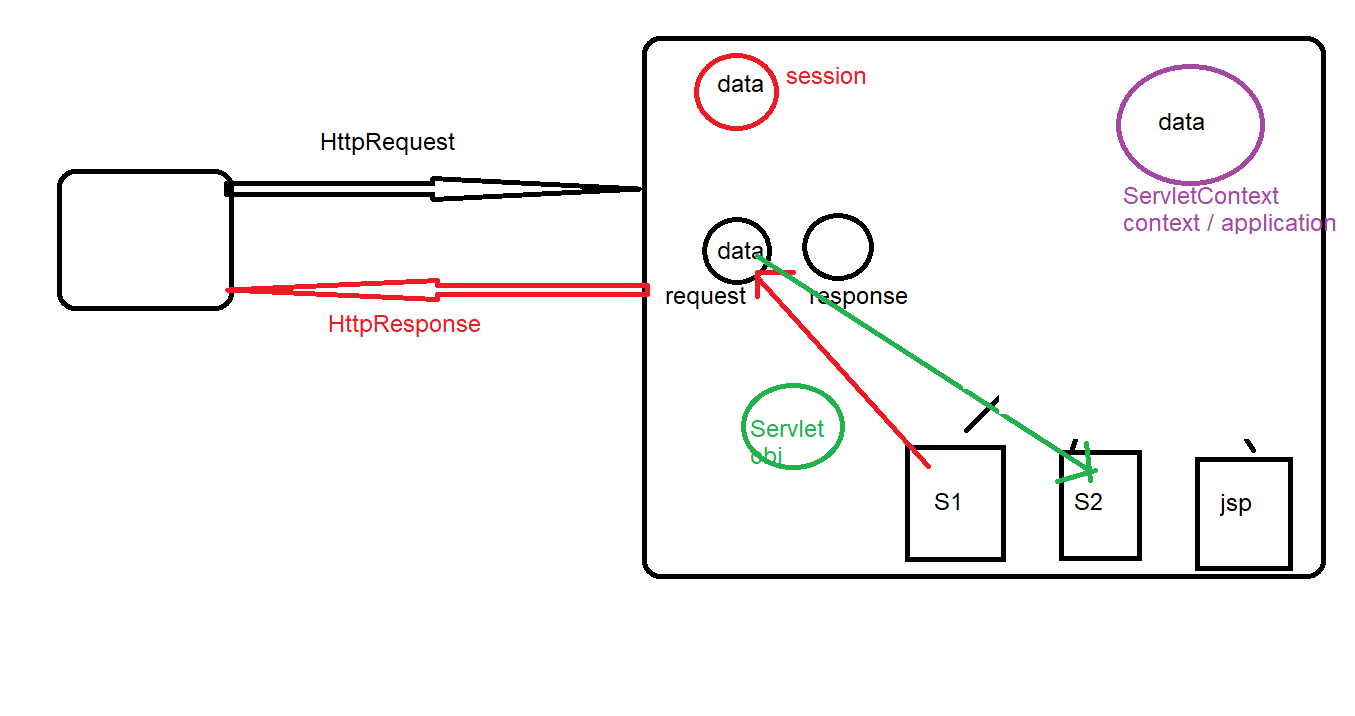 data
session
data
HttpRequest
ServletContext
context / application
data
request
response
HttpResponse
Servlet
obj
S1
S2
jsp